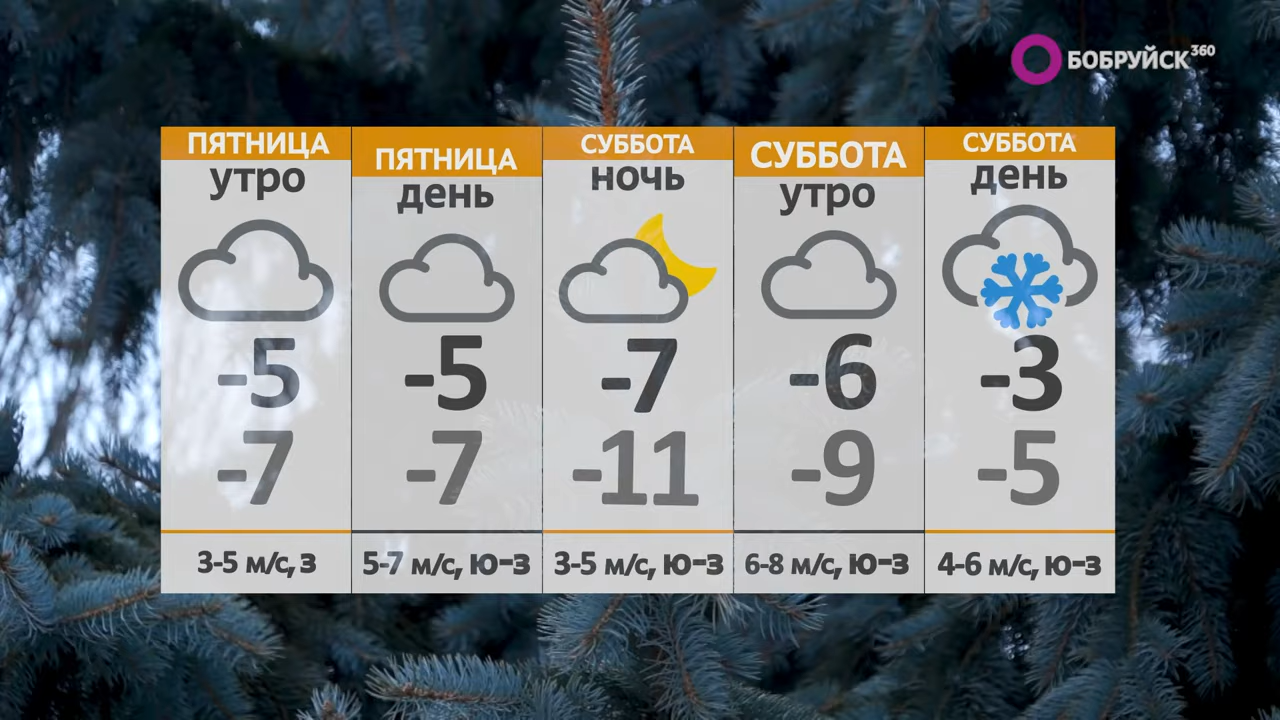 БОБРУЙСК360
ПЯТНИЦА
утро
-5
-7
3-5 м/с, З
ПЯТНИЦА
день
-5
-7
5-7 м/с, Ю-З
СУББОТА
ночь
-7
-11
3-5 м/с, Ю-З
СУББОТА
утро
-6
-9
6-8 м/с, Ю-З
СУББОТА
день
-3
-5
4-6 м/с, Ю-З